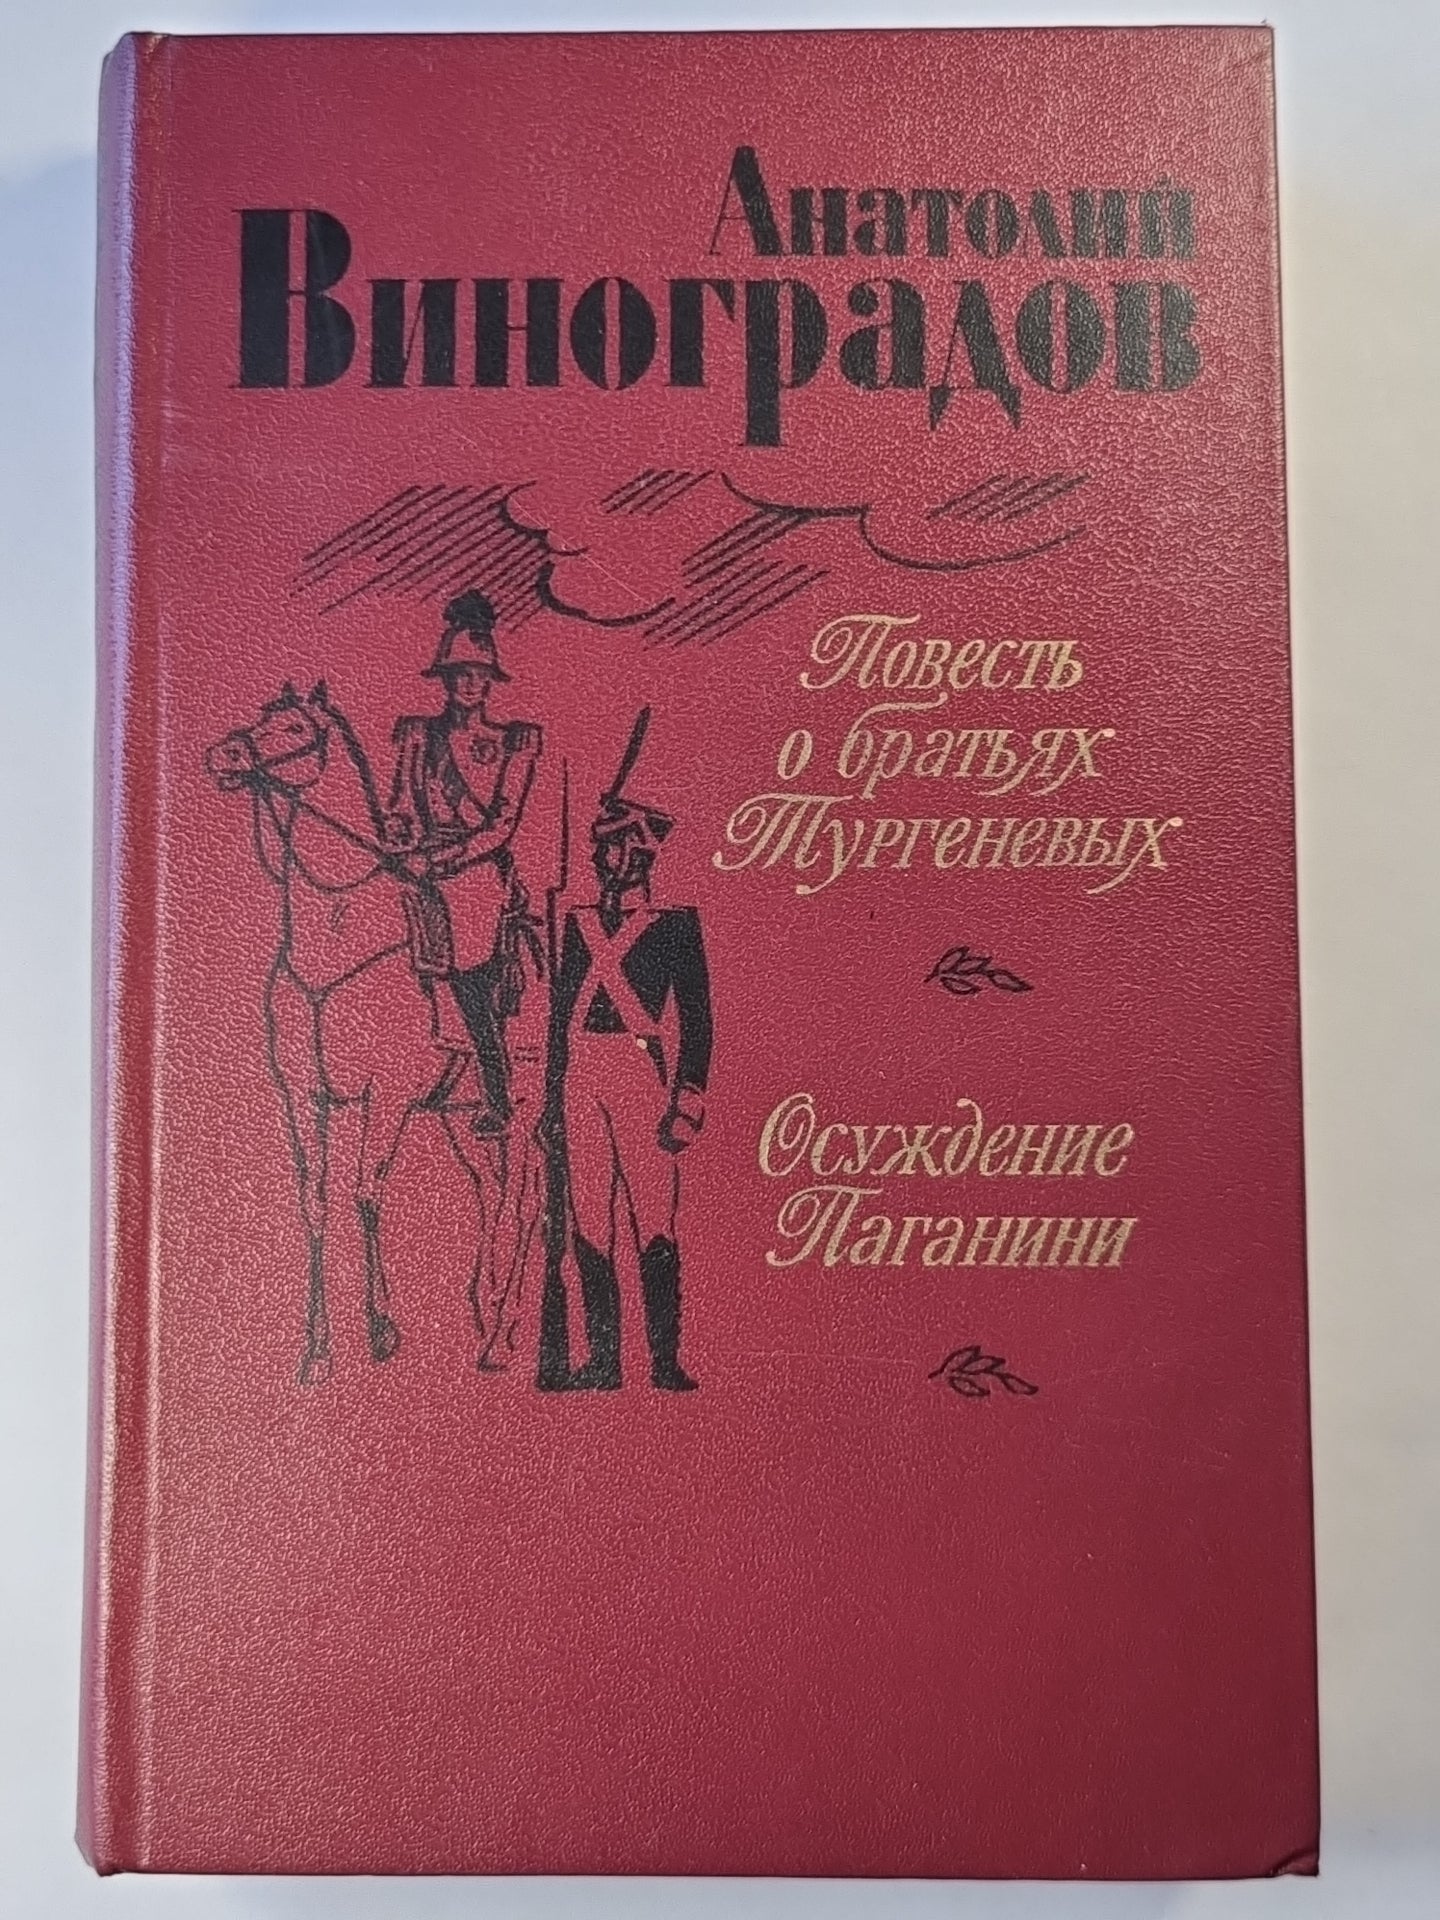 Анатолий
Виноградов
Повесть
о братьях
Тургеневых
Осуждение
Паганини